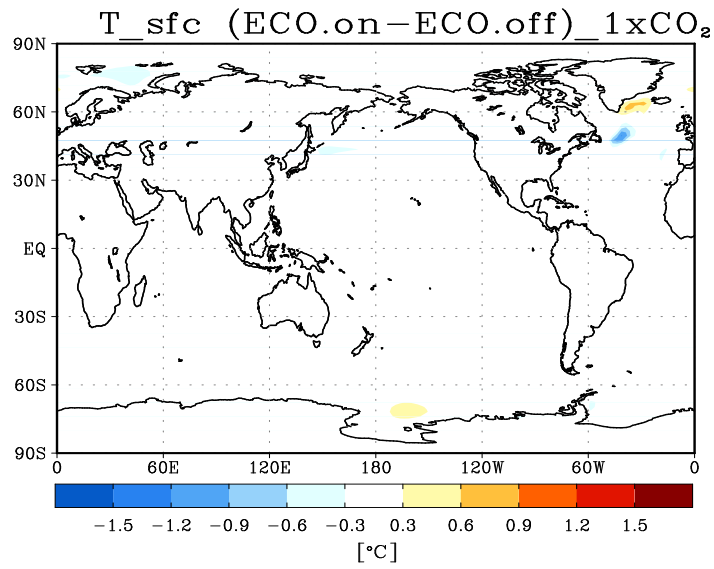 T_sfc (ECO.on−ECO.off)_1xCO₂
90N
60N
30N
EQ
30S
60S
90S
0 60E 120E 180 120W 60W 0
−1.5 −1.2 −0.9 −0.6 −0.3 0.3 0.6 0.9 1.2 1.5
[°C]